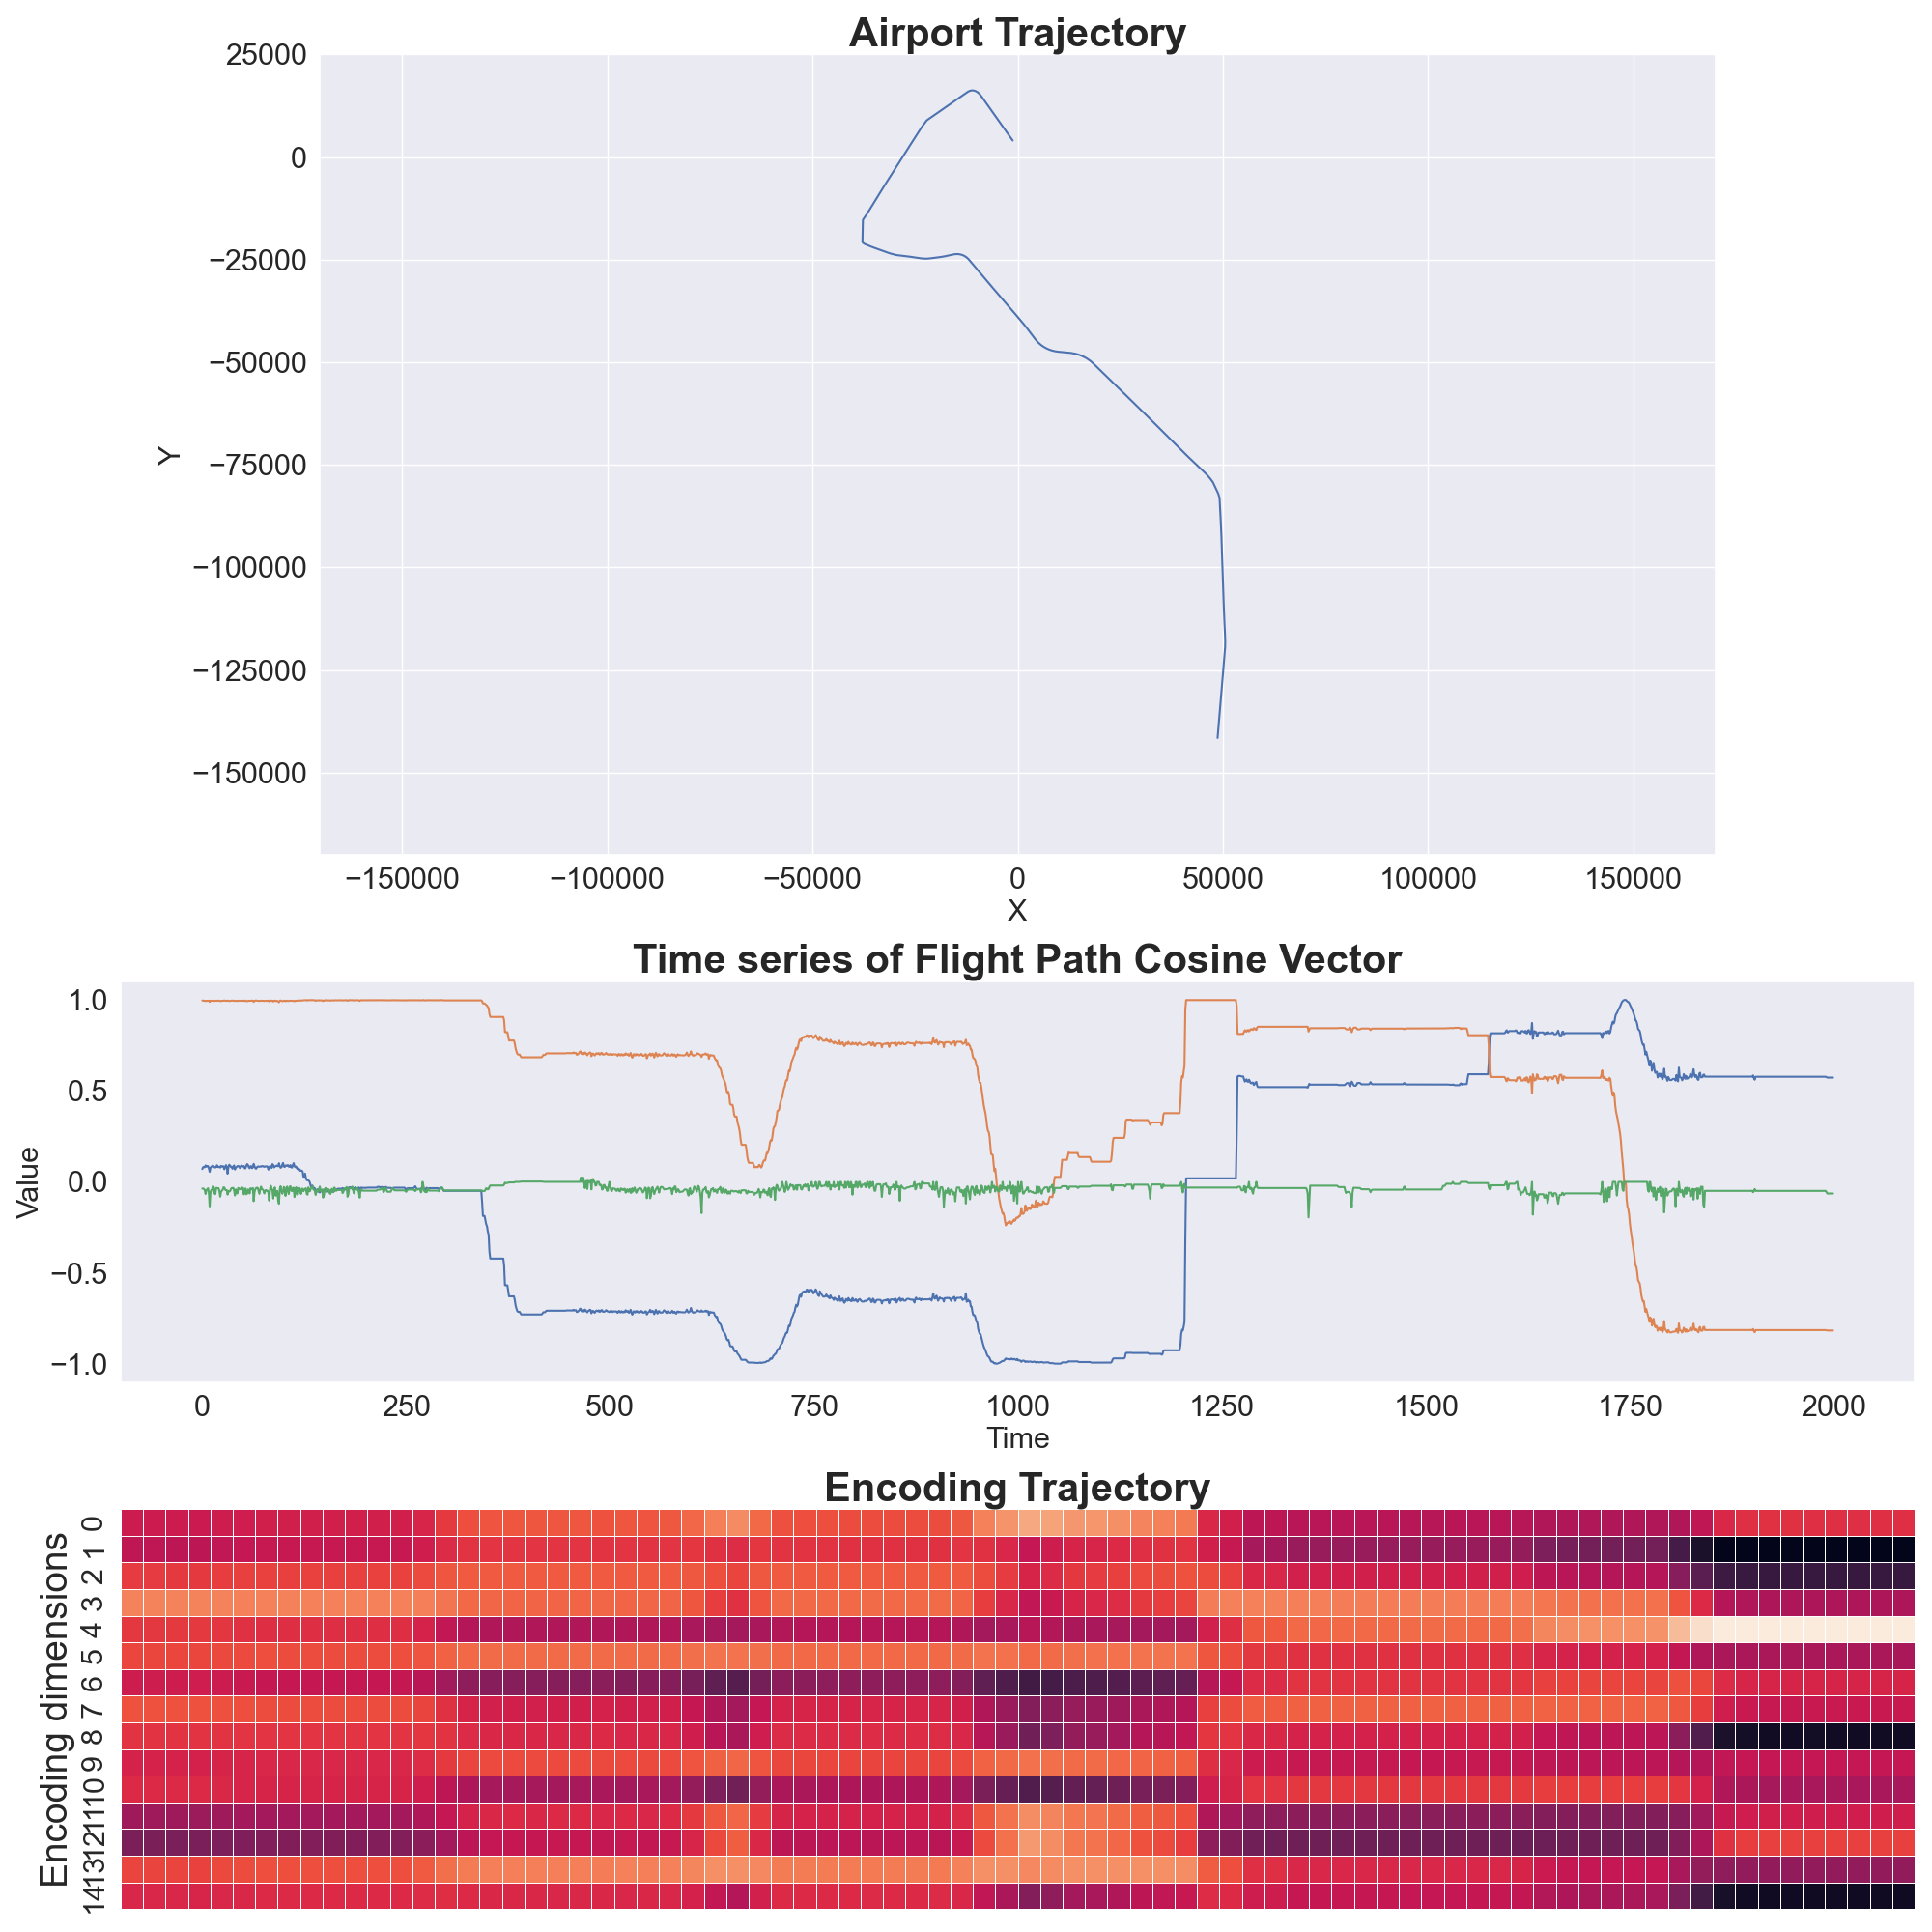 Airport Trajectory
25000
0
−25000
−50000
−75000
−100000
−125000
−150000
Y
−150000 −100000 −50000 0 50000 100000 150000
X
Time series of Flight Path Cosine Vector
1.0
0.5
0.0
−0.5
−1.0
Value
0 250 500 750 1000 1250 1500 1750 2000
Time
Encoding Trajectory
Encoding dimensions
0
1
2
3
4
5
6
7
8
9
10
11
12
13
14